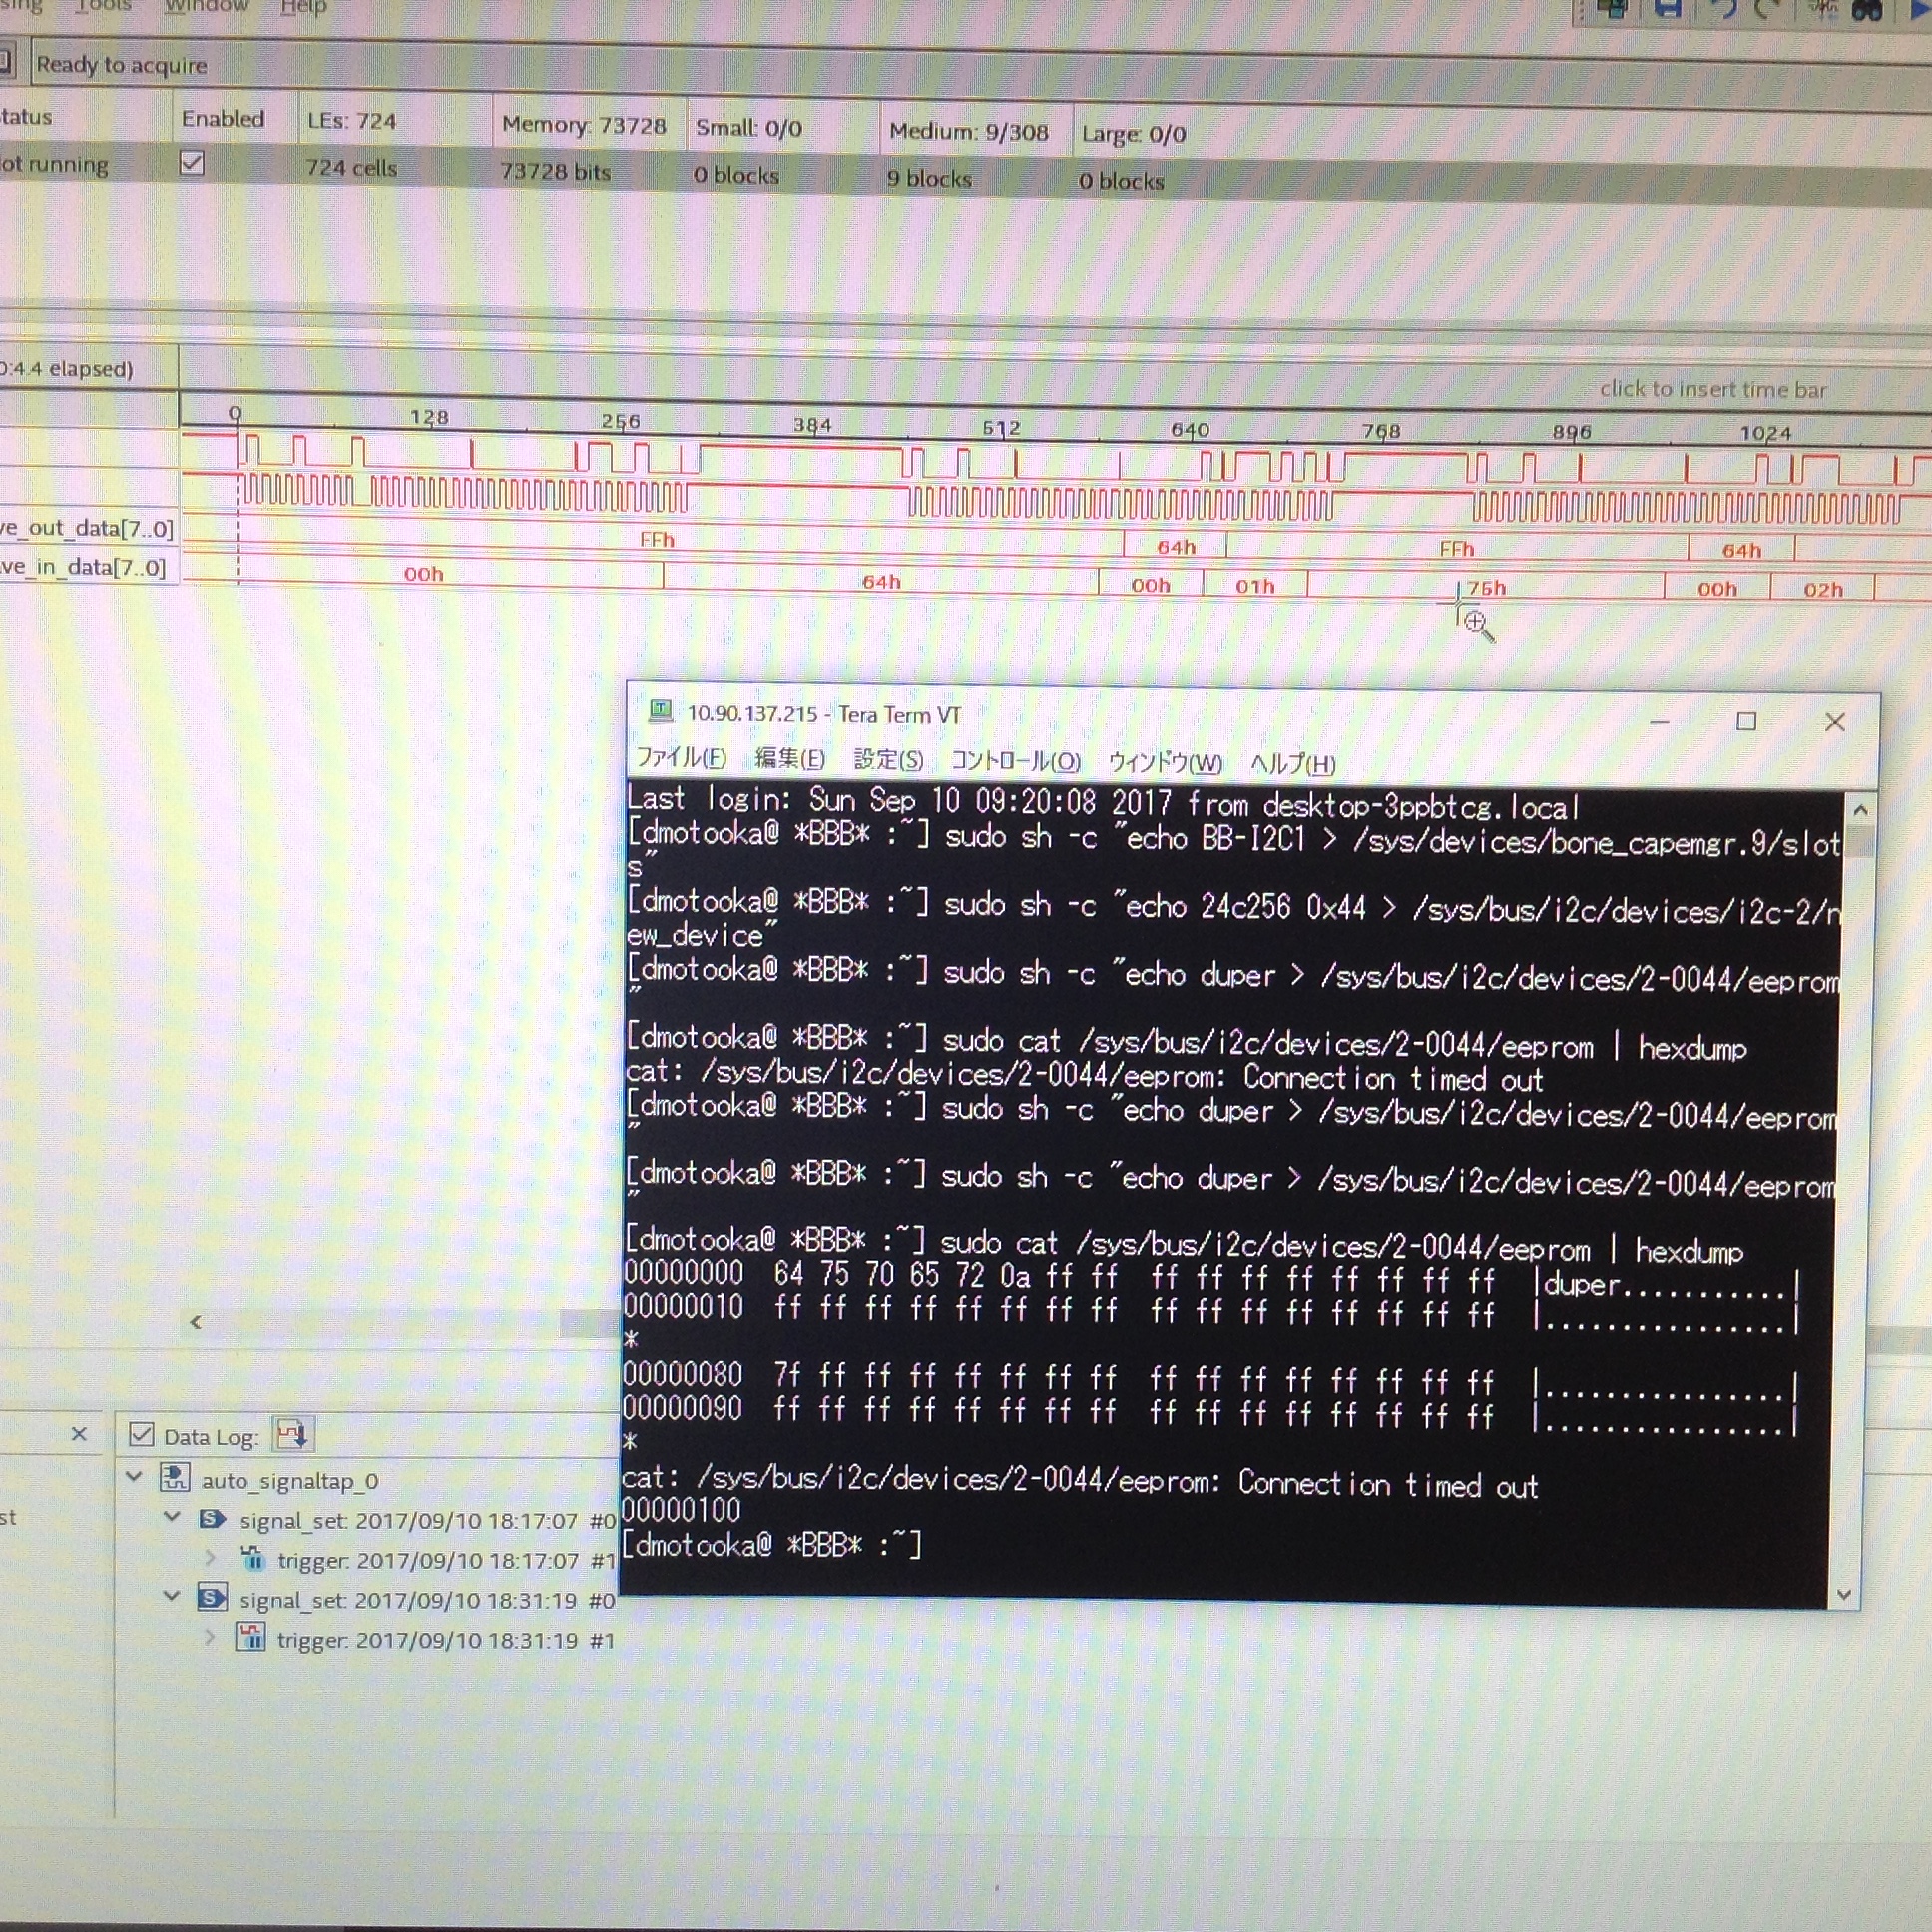 Tools Window Help
Ready to acquire
Enabled LEs: 724 Memory: 73728 Small: 0/0 Medium: 9/308 Large: 0/0
running 724 cells 73728 bits 0 blocks 9 blocks 0 blocks
elapsed) click to insert time bar
0 128 256 384 512 640 768 896 1024
ve_out_data[7..0] FFh 64h FFh 64h
ve_in_data[7..0] 00h 64h 00h 01h 75h 00h 02h
10.90.137.215 - Tera Term VT
ファイル(F) 編集(E) 設定(S) コントロール(O) ウィンドウ(W) ヘルプ(H)
Last login: Sun Sep 10 09:20:08 2017 from desktop-3ppbtcg.local
[dmotooka@ *BBB* :~] sudo sh -c "echo BB-I2C1 > /sys/devices/bone_capemgr.9/slot
s"
[dmotooka@ *BBB* :~] sudo sh -c "echo 24c256 0x44 > /sys/bus/i2c/devices/i2c-2/n
ew_device"
[dmotooka@ *BBB* :~] sudo sh -c "echo duper > /sys/bus/i2c/devices/2-0044/eeprom
"
[dmotooka@ *BBB* :~] sudo cat /sys/bus/i2c/devices/2-0044/eeprom | hexdump
cat: /sys/bus/i2c/devices/2-0044/eeprom: Connection timed out
[dmotooka@ *BBB* :~] sudo sh -c "echo duper > /sys/bus/i2c/devices/2-0044/eeprom
"
[dmotooka@ *BBB* :~] sudo sh -c "echo duper > /sys/bus/i2c/devices/2-0044/eeprom
"
[dmotooka@ *BBB* :~] sudo cat /sys/bus/i2c/devices/2-0044/eeprom | hexdump
00000000 64 75 70 65 72 0a ff ff ff ff ff ff ff ff ff ff |duper...........|
00000010 ff ff ff ff ff ff ff ff ff ff ff ff ff ff ff ff |................|
*
00000080 7f ff ff ff ff ff ff ff ff ff ff ff ff ff ff ff |................|
00000090 ff ff ff ff ff ff ff ff ff ff ff ff ff ff ff ff |................|
*
cat: /sys/bus/i2c/devices/2-0044/eeprom: Connection timed out
00000100
[dmotooka@ *BBB* :~]
Data Log:
auto_signaltap_0
signal_set: 2017/09/10 18:17:07 #0
trigger: 2017/09/10 18:17:07 #1
signal_set: 2017/09/10 18:31:19 #0
trigger: 2017/09/10 18:31:19 #1